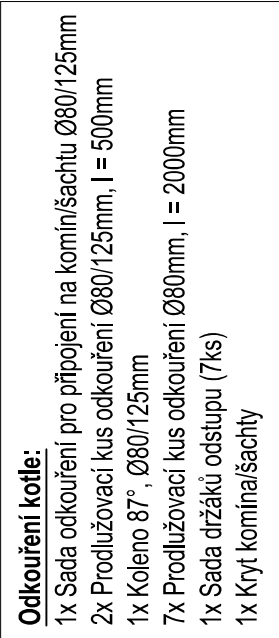 Odkouření kotle:
1x Sada odkouření pro připojení na komín/šachtu Ø80/125mm
2x Prodlužovací kus odkouření Ø80/125mm, l = 500mm
1x Koleno 87°, Ø80/125mm
7x Prodlužovací kus odkouření Ø80mm, l = 2000mm
1x Sada držáků odstupu (7ks)
1x Kryt komína/šachty